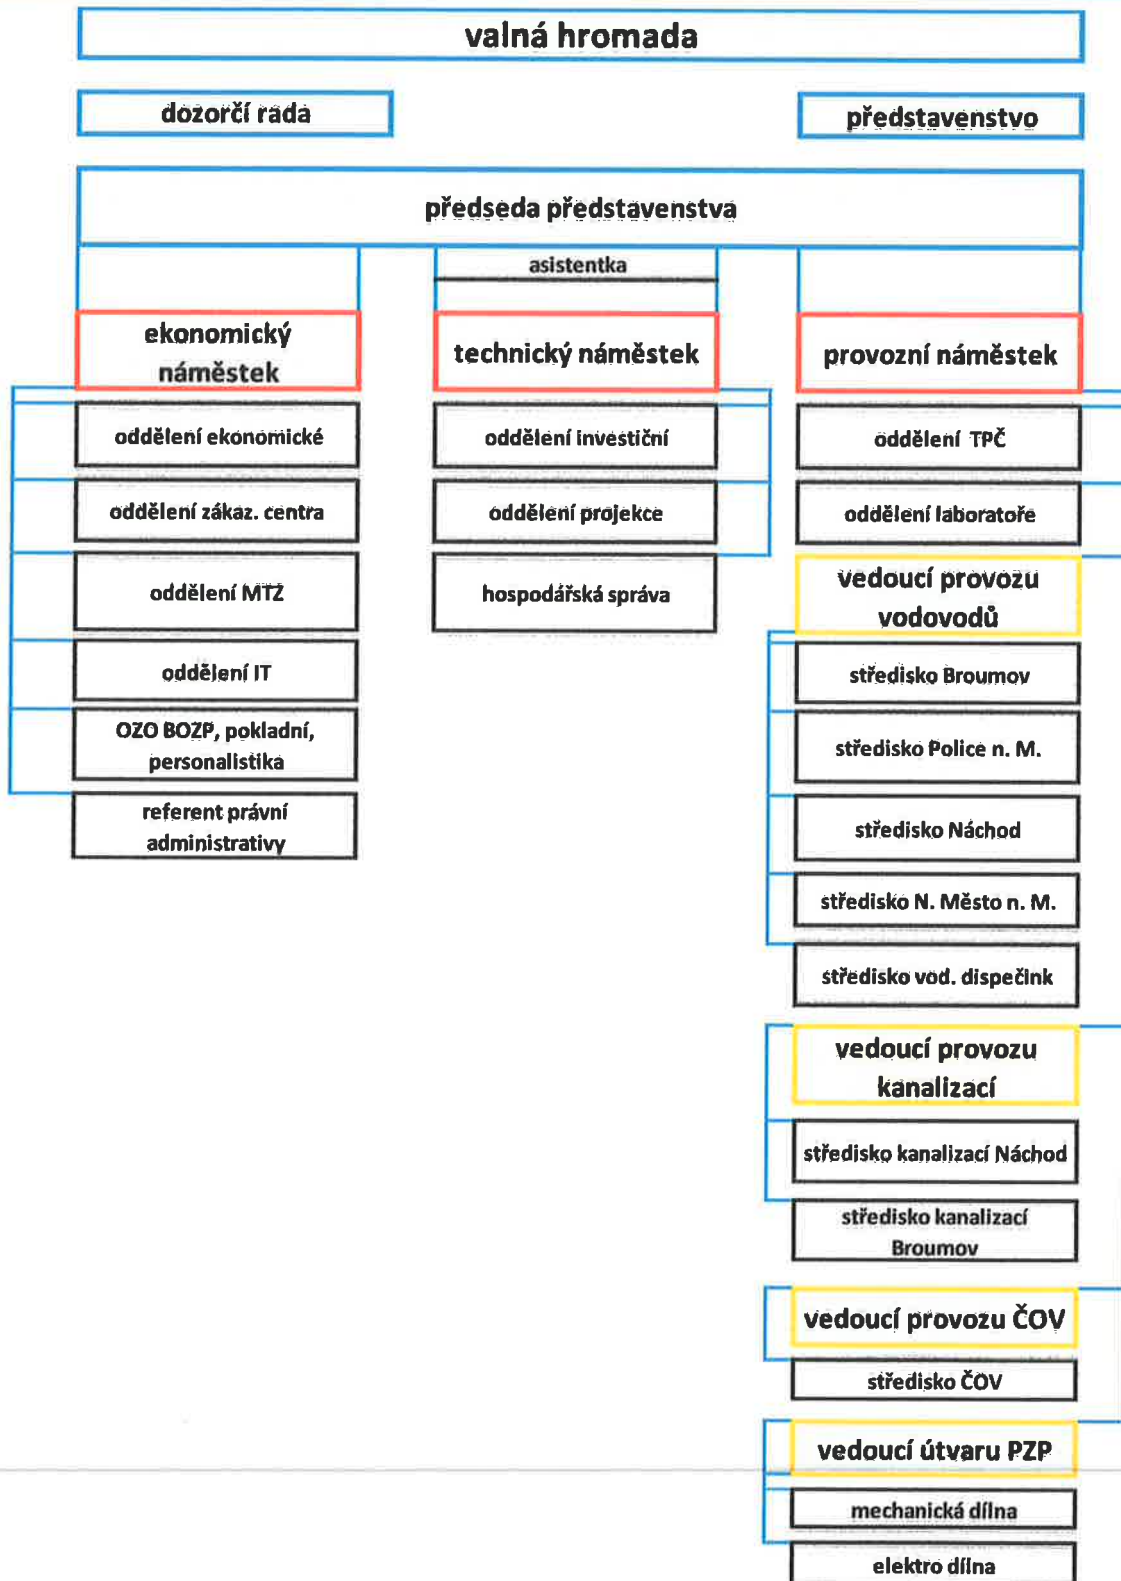 valná hromada
dozorčí rada
představenstvo
předseda představenstva
asistentka
ekonomický
náměstek
technický náměstek
provozní náměstek
oddělení ekonomické
oddělení investiční
oddělení TPČ
oddělení zákaz. centra
oddělení projekce
oddělení laboratoře
oddělení MTZ
hospodářská správa
vedoucí provozu
vodovodů
oddělení IT
středisko Broumov
OZO BOZP, pokladní,
personalistika
středisko Police n. M.
referent právní
administrativy
středisko Náchod
středisko N. Město n. M.
středisko vod. dispečink
vedoucí provozu
kanalizací
středisko kanalizací Náchod
středisko kanalizací
Broumov
vedoucí provozu ČOV
středisko ČOV
vedoucí útvaru PZP
mechanická dílna
elektro dílna